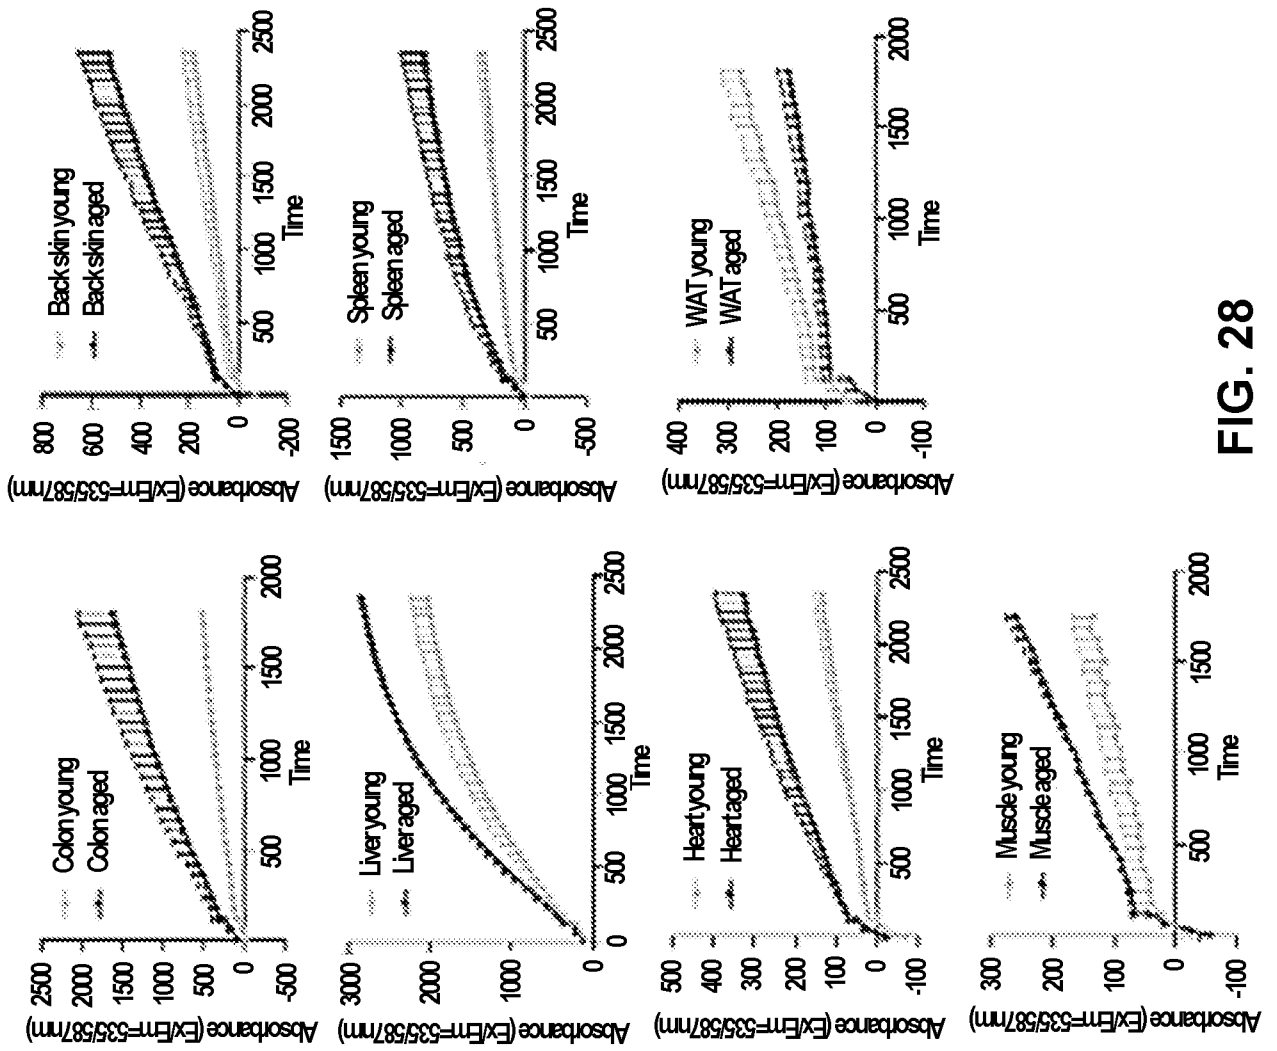 Colon young
Colon aged
2500
2000
1500
1000
500
0
-500
500
1000
1500
2000
Time
Absorbance (Ex/Em=535/587nm)
Back skin young
Back skin aged
800
600
400
200
0
-200
500
1000
1500
2000
2500
Time
Absorbance (Ex/Em=535/587nm)
Liver young
Liver aged
3000
2000
1000
0
0
500
1000
1500
2000
2500
Time
Absorbance (Ex/Em=535/587nm)
Spleen young
Spleen aged
1500
1000
500
0
-500
500
1000
1500
2000
2500
Time
Absorbance (Ex/Em=535/587nm)
Heart young
Heart aged
500
400
300
200
100
0
-100
500
1000
1500
2000
2500
Time
Absorbance (Ex/Em=535/587nm)
WAT young
WAT aged
400
300
200
100
0
-100
500
1000
1500
2000
Time
Absorbance (Ex/Em=535/587nm)
Muscle young
Muscle aged
300
200
100
0
-100
500
1000
1500
2000
Time
Absorbance (Ex/Em=535/587nm)
FIG. 28